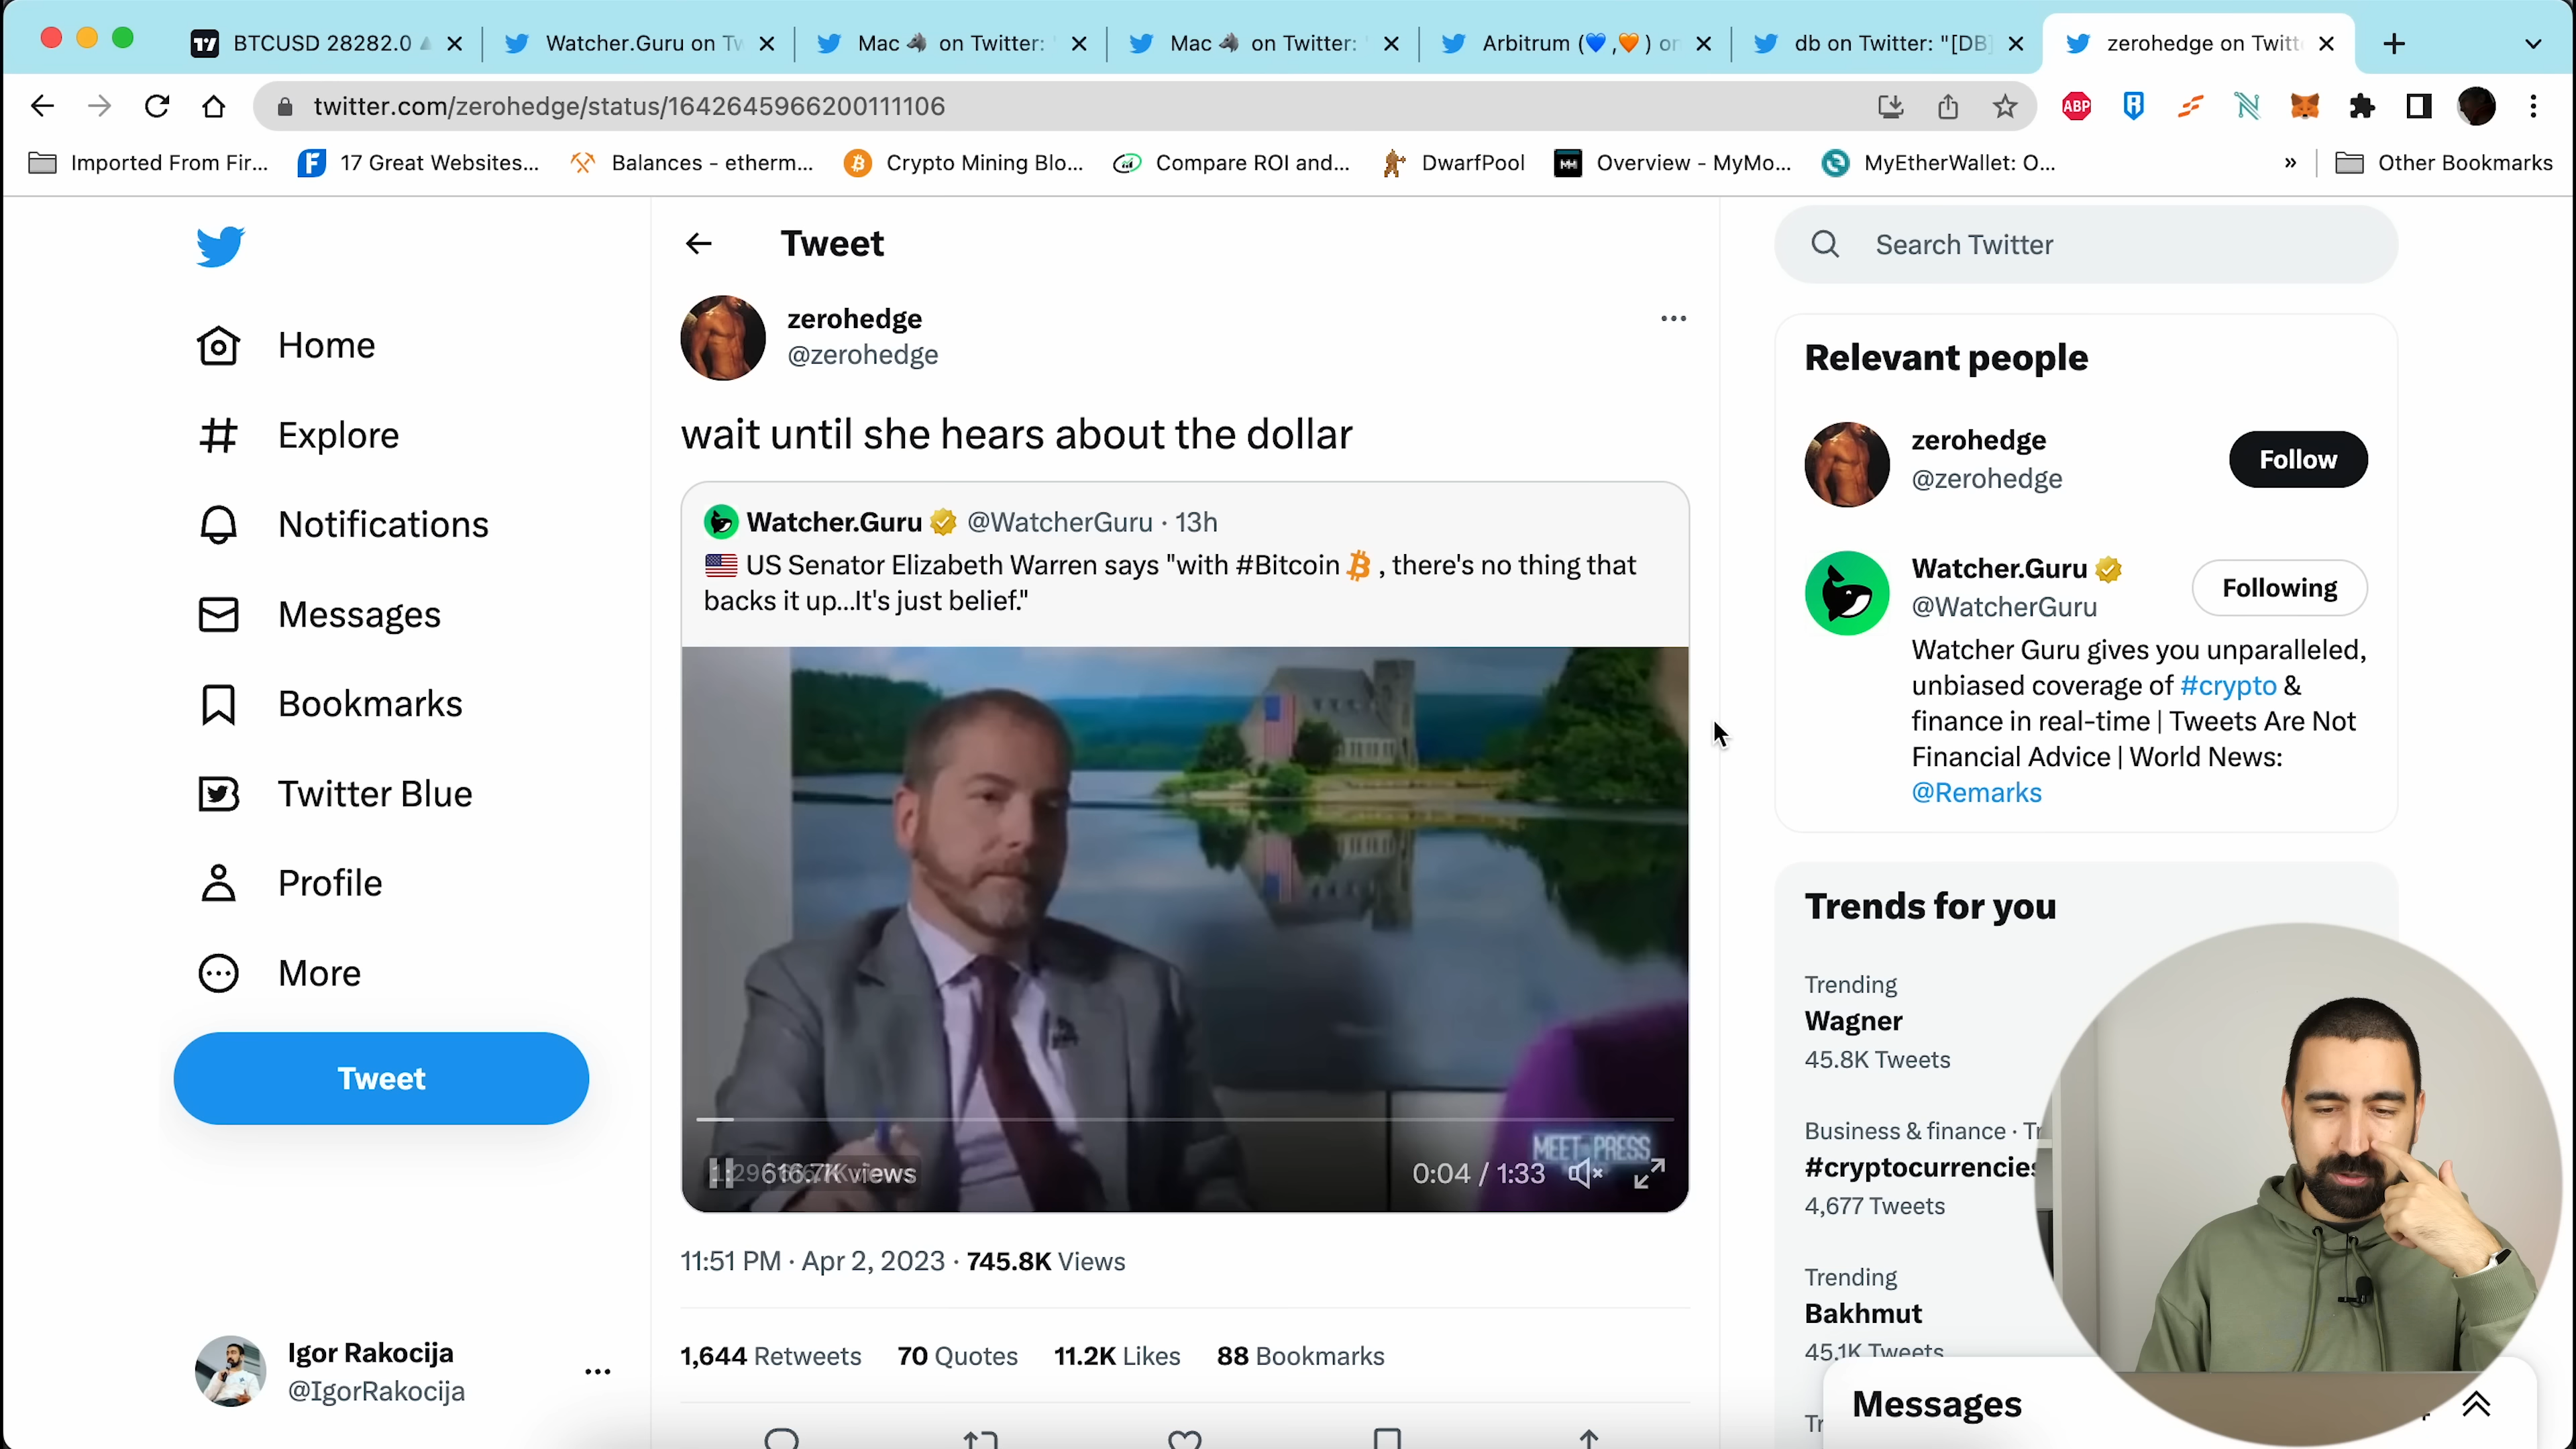 BTCUSD 28282.0
Watcher.Guru on Tw
Mac on Twitter: "
Mac on Twitter: "
Arbitrum (💙,🧡) on
db on Twitter: "[DB]
zerohedge on Twitte
twitter.com/zerohedge/status/1642645966200111106
ABP
Imported From Fir...
17 Great Websites...
Balances - etherm...
Crypto Mining Blo...
Compare ROI and...
DwarfPool
Overview - MyMo...
MyEtherWallet: O...
»
Other Bookmarks
Home
Explore
Notifications
Messages
Bookmarks
Twitter Blue
Profile
More
Tweet
Igor Rakocija
@IgorRakocija
Tweet
zerohedge
@zerohedge
wait until she hears about the dollar
Watcher.Guru @WatcherGuru · 13h
🇺🇸 US Senator Elizabeth Warren says "with #Bitcoin , there's no thing that
backs it up...It's just belief."
MEET THE PRESS
views
0:04 / 1:33
11:51 PM · Apr 2, 2023 · 745.8K Views
1,644 Retweets 70 Quotes 11.2K Likes 88 Bookmarks
Search Twitter
Relevant people
zerohedge
@zerohedge
Follow
Watcher.Guru
@WatcherGuru
Following
Watcher Guru gives you unparalleled,
unbiased coverage of #crypto &
finance in real-time | Tweets Are Not
Financial Advice | World News:
@Remarks
Trends for you
Trending
Wagner
45.8K Tweets
Business & finance · Tr
#cryptocurrencies
4,677 Tweets
Trending
Bakhmut
45.1K Tweets
Tr
Messages